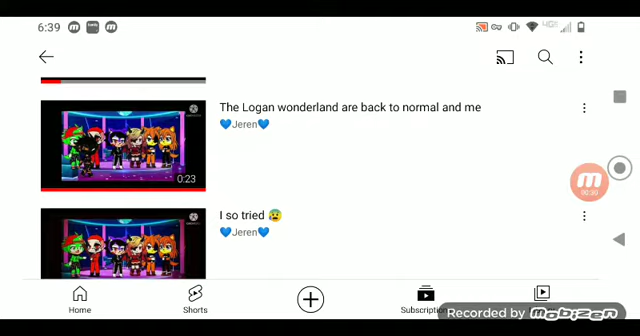 6:39
The Logan wonderland are back to normal and me
💙Jeren💙
0:23
I so tried 😰
💙Jeren💙
Home
Shorts
Subscription
Recorded by
mobizen